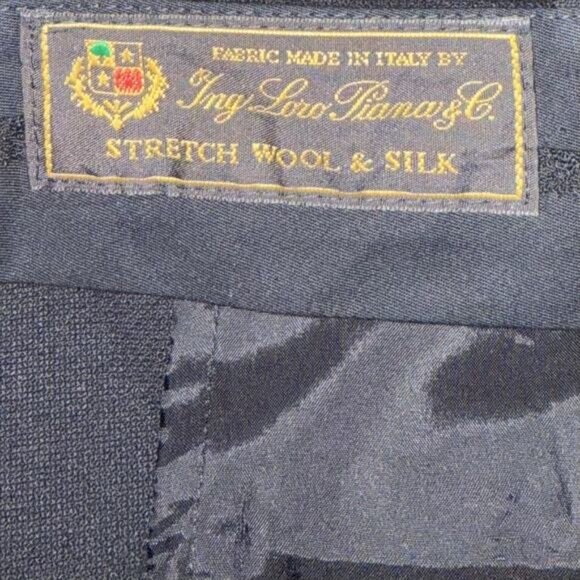 FABRIC MADE IN ITALY BY
Ing. Loro Piana & C.
STRETCH WOOL & SILK